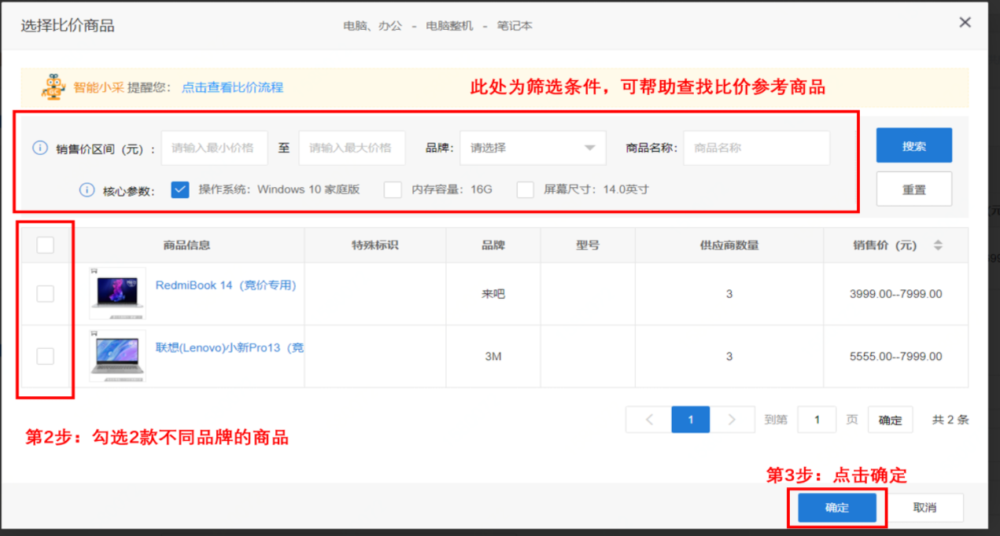 选择比价商品 电脑、办公 - 电脑整机 - 笔记本
智能小采 提醒您: 点击查看比价流程 此处为筛选条件，可帮助查找比价参考商品
销售价区间（元）: 请输入最小价格 至 请输入最大价格 品牌: 请选择 商品名称: 商品名称 搜索
核心参数: 操作系统: Windows 10 家庭版 内存容量: 16G 屏幕尺寸: 14.0英寸 重置
商品信息 特殊标识 品牌 型号 供应商数量 销售价（元）
RedmiBook 14（竞价专用） 来吧 3 3999.00--7999.00
联想(Lenovo)小新Pro13（竞 3M 3 5555.00--7999.00
< 1 > 到第 1 页 确定 共 2 条
第2步：勾选2款不同品牌的商品
第3步：点击确定
确定 取消